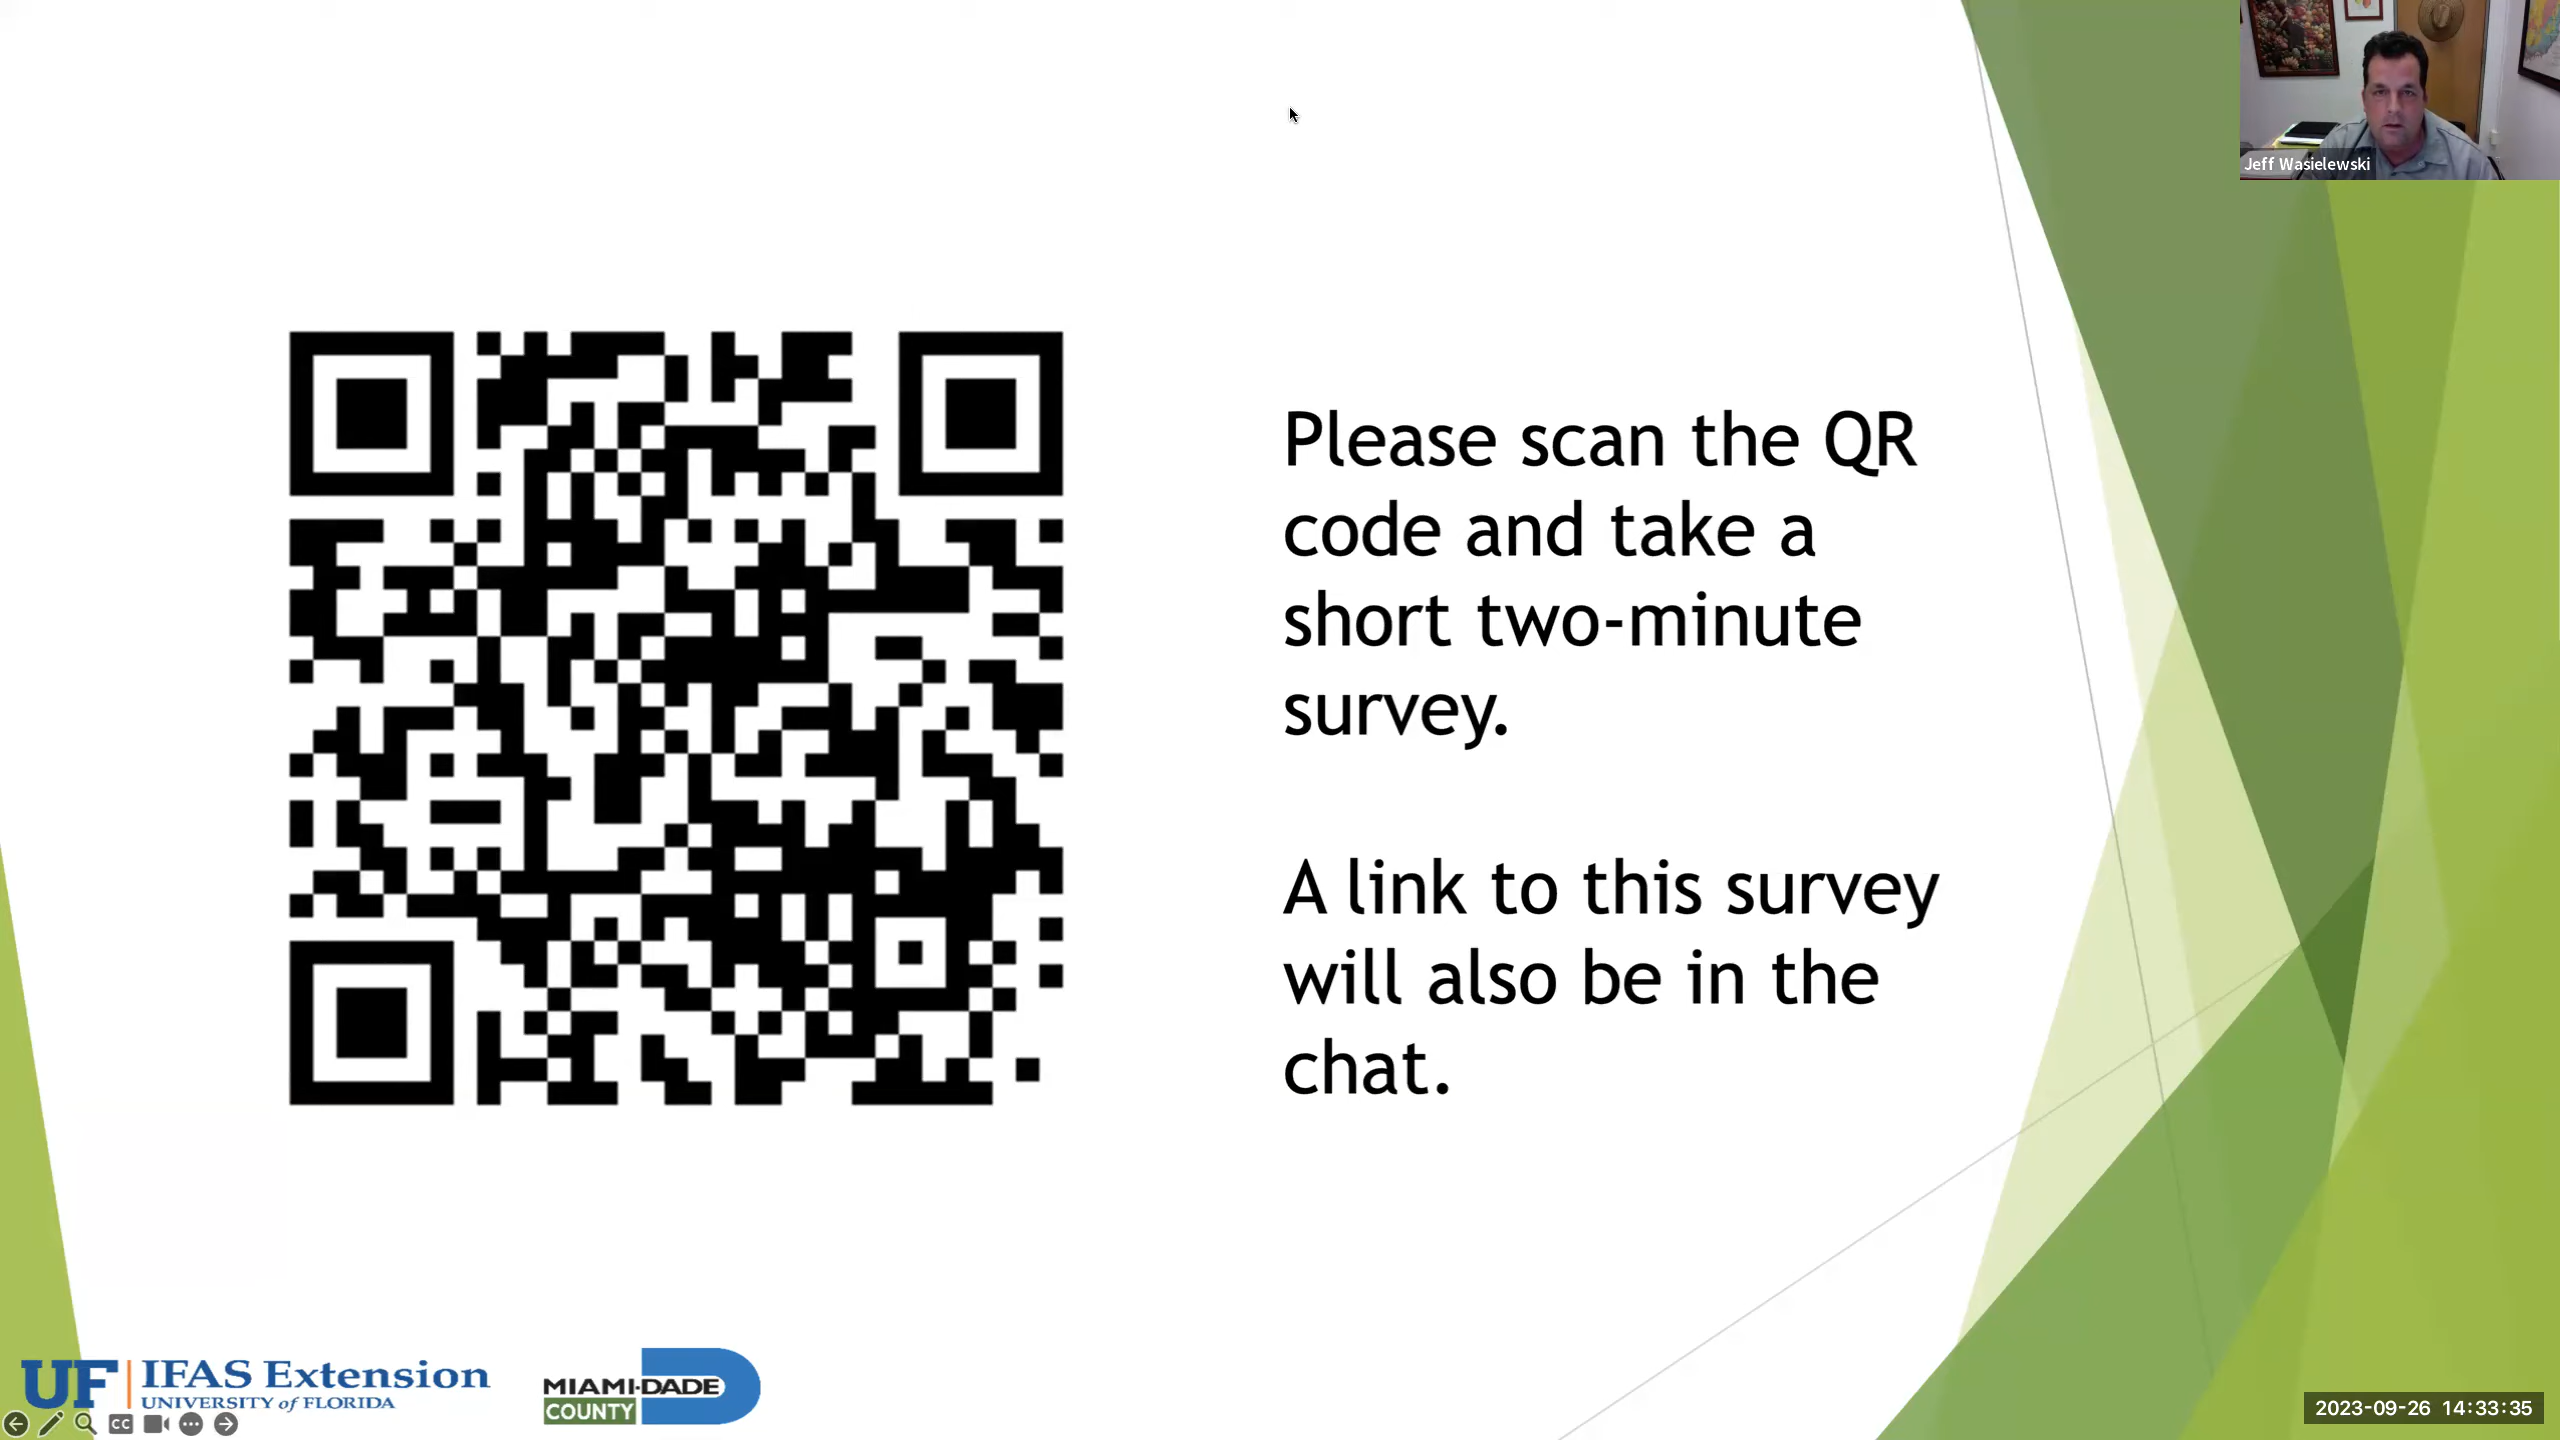 Jeff Wasielewski
Please scan the QR
code and take a
short two-minute
survey.
A link to this survey
will also be in the
chat.
UF IFAS Extension
UNIVERSITY of FLORIDA
MIAMI-DADE
COUNTY
CC
2023-09-26 14:33:35